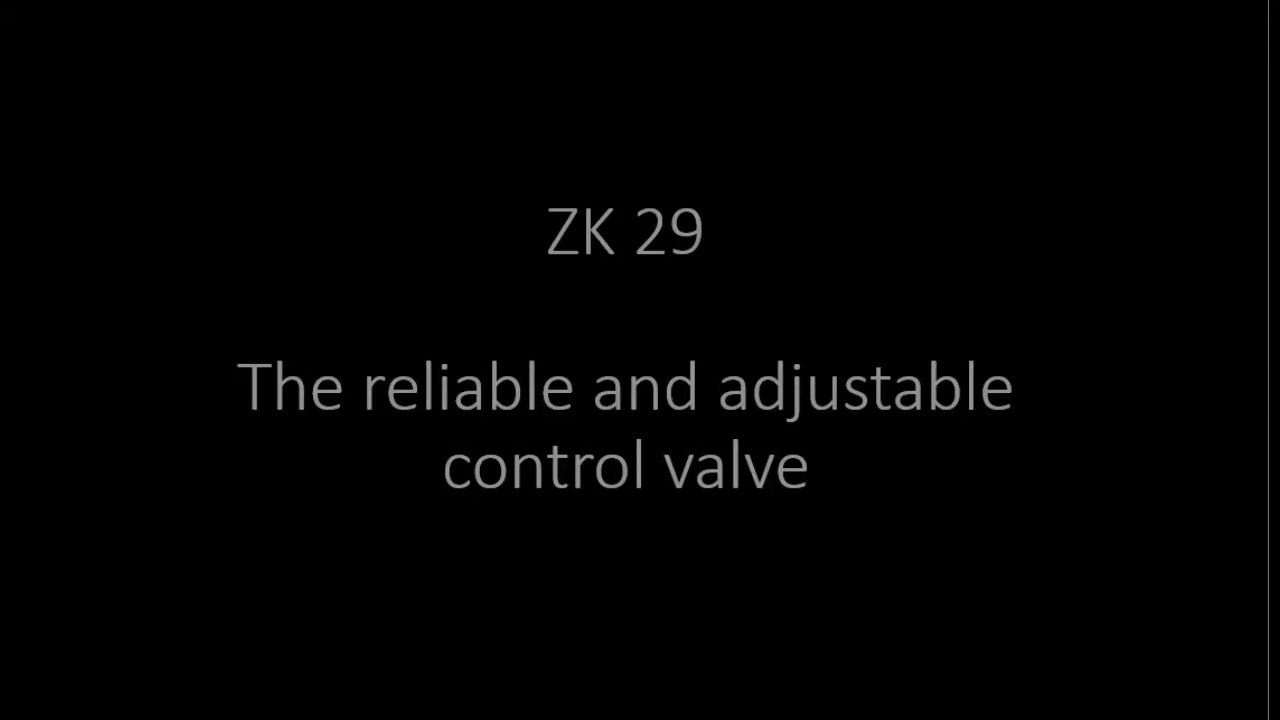 ZK 29
The reliable and adjustable
control valve